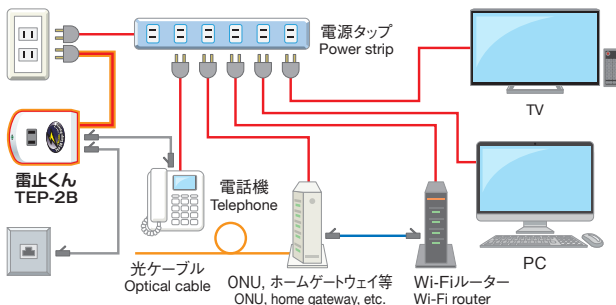 電源タップ
Power strip
TV
雷止くん
TEP-2B
電話機
Telephone
PC
光ケーブル
Optical cable
ONU, ホームゲートウェイ等
ONU, home gateway, etc.
Wi-Fiルーター
Wi-Fi router